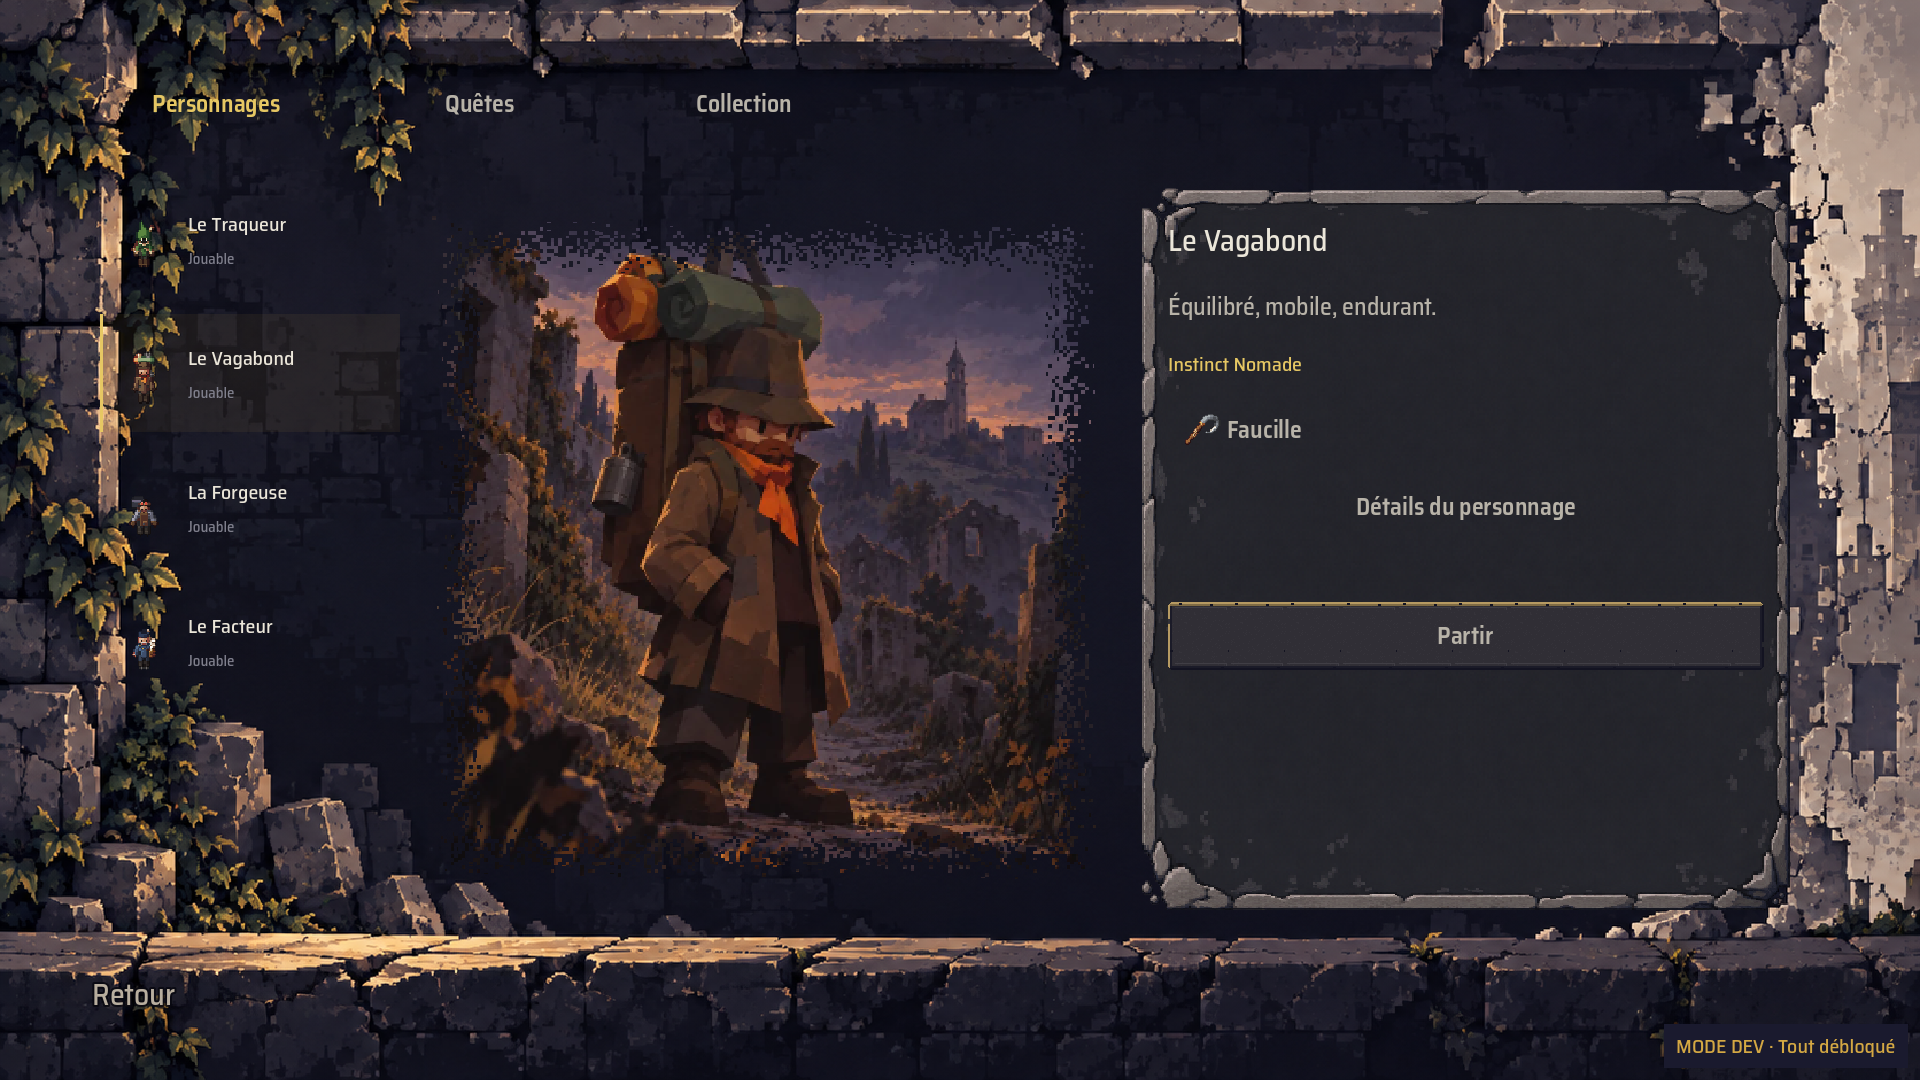 Personnages
Quêtes
Collection
Le Traqueur
Jouable
Le Vagabond
Jouable
La Forgeuse
Jouable
Le Facteur
Jouable
Le Vagabond
Équilibré, mobile, endurant.
Instinct Nomade
Faucille
Détails du personnage
Partir
Retour
MODE DEV · Tout débloqué